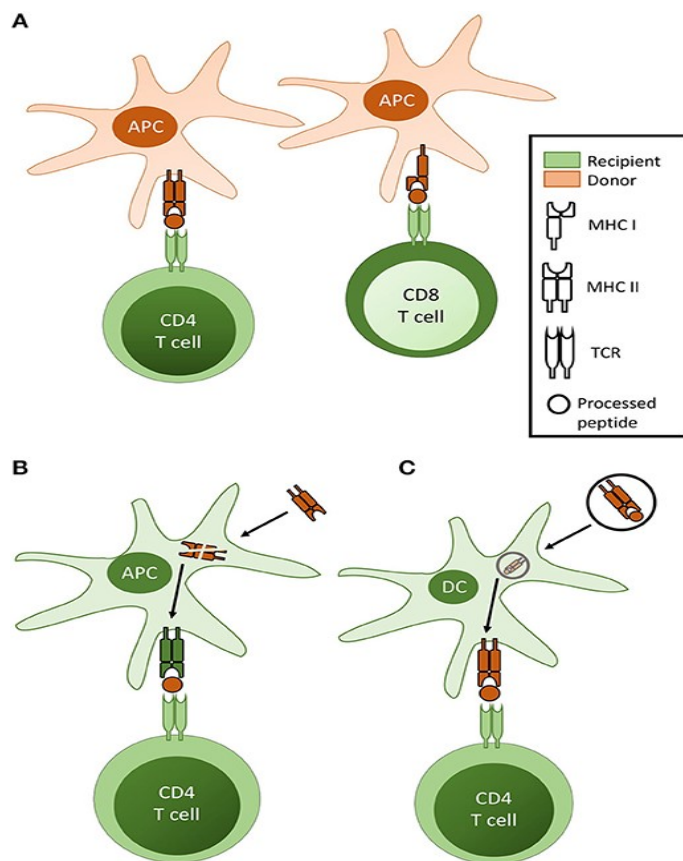 A
APC
APC
CD4
T cell
CD8
T cell
Recipient
Donor
MHC I
MHC II
TCR
Processed
peptide
B
APC
CD4
T cell
C
DC
CD4
T cell